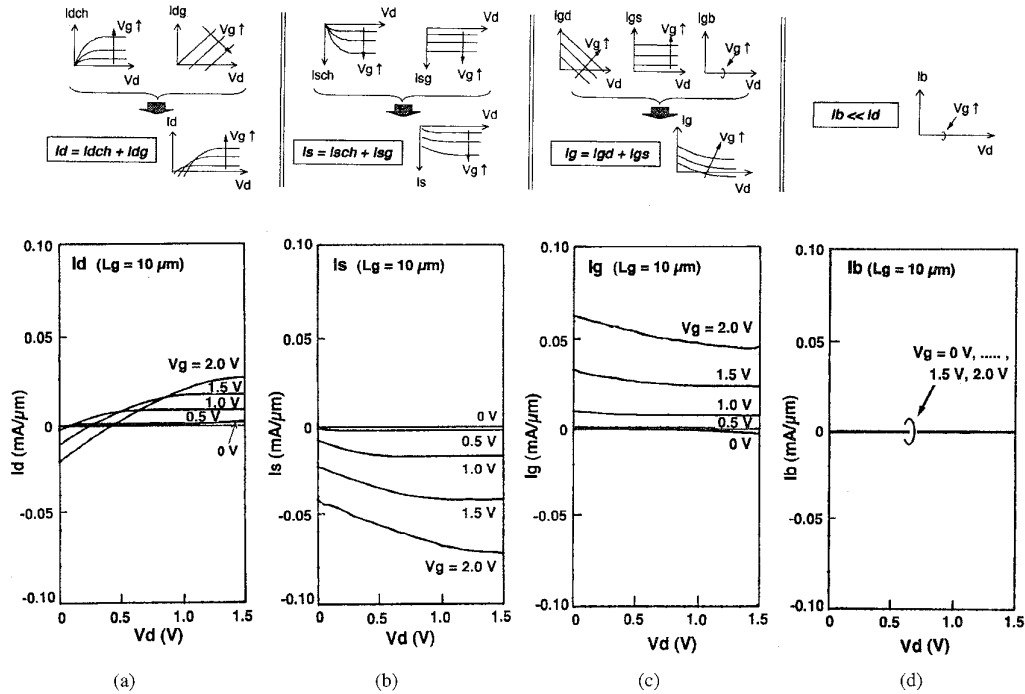 Idch
Vg ↑
Vd
Idg
Vg ↑
Vd
Id
Id = Idch + Idg
Vg ↑
Vd
Vd
Isch
Vg ↑
Vd
Isg
Vg ↑
Is = Isch + Isg
Vd
Is
Vg ↑
Igd
Vg ↑
Vd
Igs
Vg ↑
Vd
Igb
Vg ↑
Vd
Ig
Ig = Igd + Igs
Vg ↑
Vd
Ib << Id
Ib
Vg ↑
Vd
Id (Lg = 10 µm)
Id (mA/µm)
0.10
0.05
0
-0.05
-0.10
Vg = 2.0 V
1.5 V
1.0 V
0.5 V
0 V
0 0.5 1.0 1.5
Vd (V)
(a)
Is (Lg = 10 µm)
Is (mA/µm)
0.10
0.05
0
-0.05
-0.10
0 V
0.5 V
1.0 V
1.5 V
Vg = 2.0 V
0 0.5 1.0 1.5
Vd (V)
(b)
Ig (Lg = 10 µm)
Ig (mA/µm)
0.10
0.05
0
-0.05
-0.10
Vg = 2.0 V
1.5 V
1.0 V
0.5 V
0 V
0 0.5 1.0 1.5
Vd (V)
(c)
Ib (Lg = 10 µm)
Ib (mA/µm)
0.10
0.05
0
-0.05
-0.10
Vg = 0 V, ..... ,
1.5 V, 2.0 V
0 0.5 1.0 1.5
Vd (V)
(d)